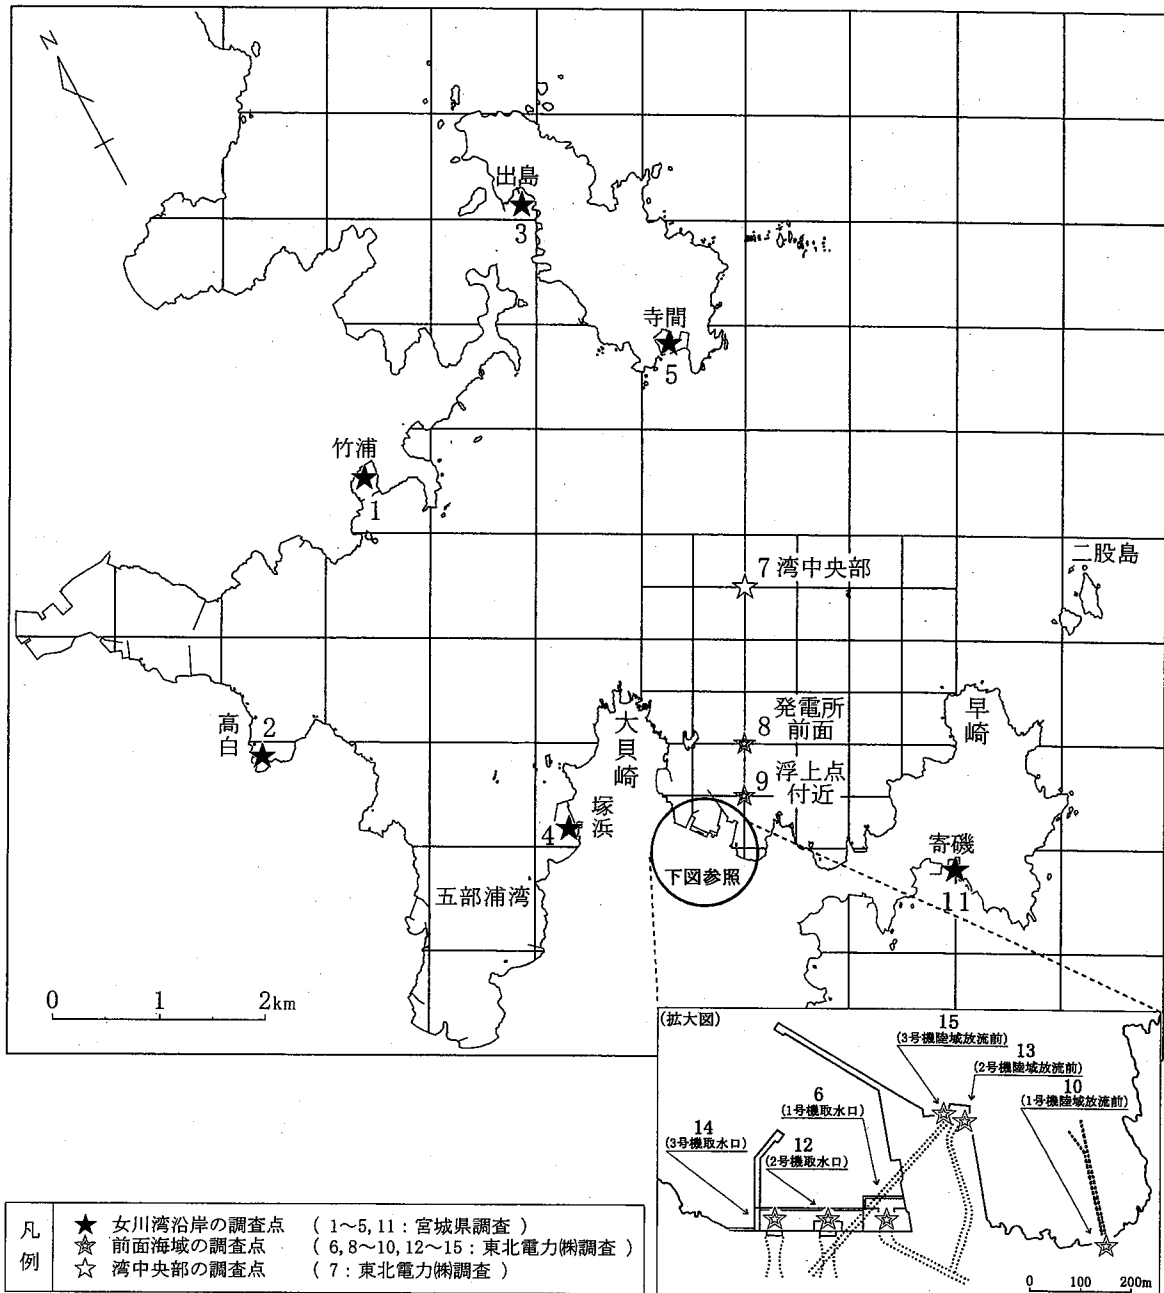 N
出島
3
寺間
5
竹浦
1
二股島
7 湾中央部
高白
2
大貝崎
8
発電所
前面
早崎
9
浮上点
付近
塚浜
4
下図参照
寄磯
11
五部浦湾
0 1 2km
(拡大図)
15
(3号機陸域放流前)
13
(2号機陸域放流前)
10
(1号機陸域放流前)
6
(1号機取水口)
14
(3号機取水口)
12
(2号機取水口)
0 100 200m
凡例
★ 女川湾沿岸の調査点 ( 1~5, 11 : 宮城県調査 )
前面海域の調査点 ( 6, 8~10, 12~15 : 東北電力㈱調査 )
☆ 湾中央部の調査点 ( 7 : 東北電力㈱調査 )